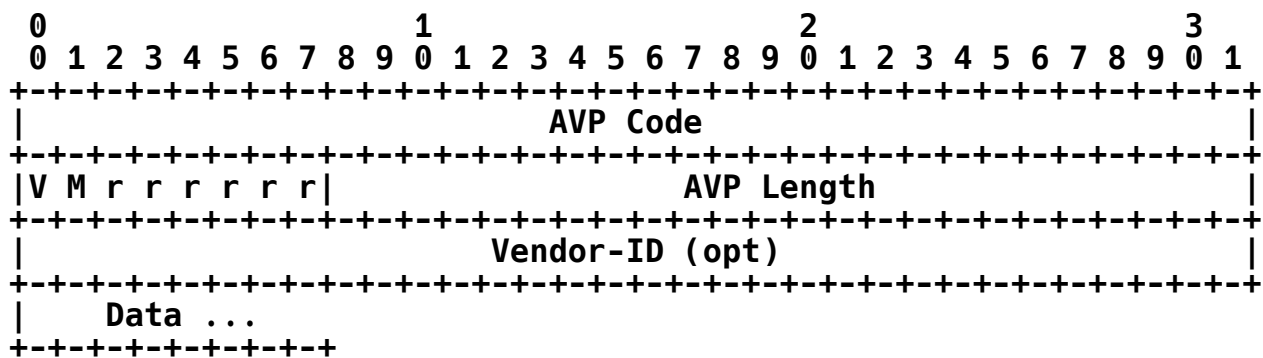 0                   1                   2                   3
 0 1 2 3 4 5 6 7 8 9 0 1 2 3 4 5 6 7 8 9 0 1 2 3 4 5 6 7 8 9 0 1
+-+-+-+-+-+-+-+-+-+-+-+-+-+-+-+-+-+-+-+-+-+-+-+-+-+-+-+-+-+-+-+-+
|                           AVP Code                            |
+-+-+-+-+-+-+-+-+-+-+-+-+-+-+-+-+-+-+-+-+-+-+-+-+-+-+-+-+-+-+-+-+
|V M r r r r r r|                  AVP Length                   |
+-+-+-+-+-+-+-+-+-+-+-+-+-+-+-+-+-+-+-+-+-+-+-+-+-+-+-+-+-+-+-+-+
|                        Vendor-ID (opt)                        |
+-+-+-+-+-+-+-+-+-+-+-+-+-+-+-+-+-+-+-+-+-+-+-+-+-+-+-+-+-+-+-+-+
|    Data ...
+-+-+-+-+-+-+-+-+